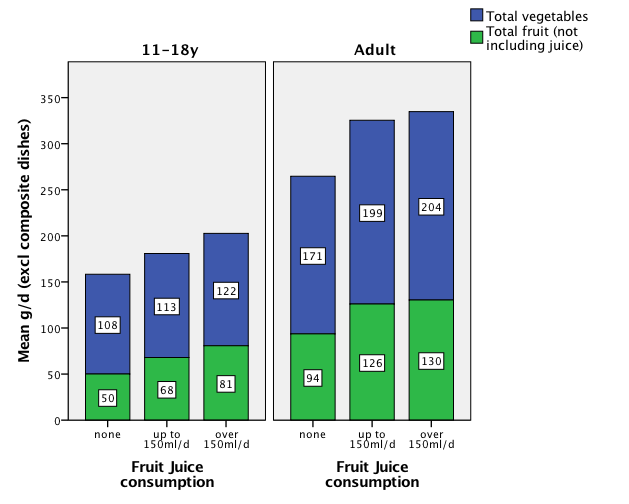 Total vegetables
Total fruit (not
including juice)
11-18y
Adult
Mean g/d (excl composite dishes)
350
300
250
200
150
100
50
0
108
113
122
50
68
81
171
199
204
94
126
130
none
up to
150ml/d
over
150ml/d
none
up to
150ml/d
over
150ml/d
Fruit Juice
consumption
Fruit Juice
consumption